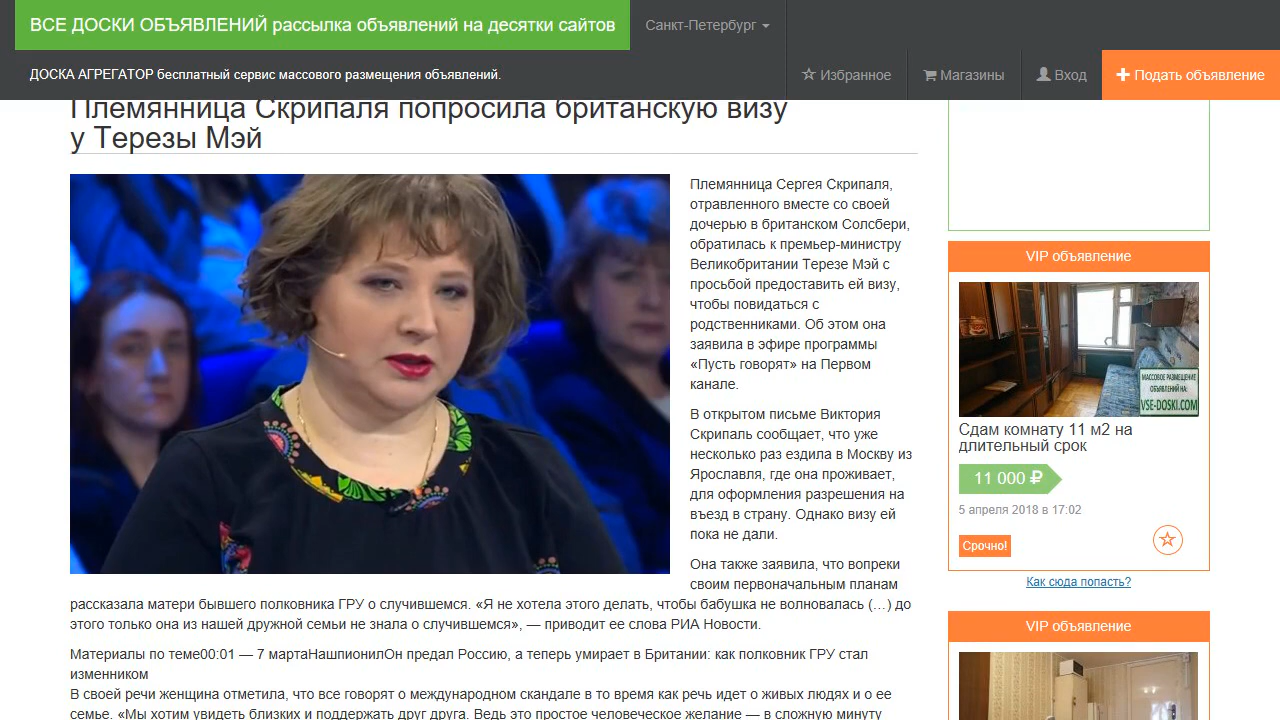 ВСЕ ДОСКИ ОБЪЯВЛЕНИЙ рассылка объявлений на десятки сайтов
Санкт-Петербург
ДОСКА АГРЕГАТОР бесплатный сервис массового размещения объявлений.
Избранное
Магазины
Вход
Подать объявление
Племянница Скрипаля попросила британскую визу
у Терезы Мэй
Племянница Сергея Скрипаля,
отравленного вместе со своей
дочерью в британском Солсбери,
обратилась к премьер-министру
Великобритании Терезе Мэй с
просьбой предоставить ей визу,
чтобы повидаться с
родственниками. Об этом она
заявила в эфире программы
«Пусть говорят» на Первом
канале.
В открытом письме Виктория
Скрипаль сообщает, что уже
несколько раз ездила в Москву из
Ярославля, где она проживает,
для оформления разрешения на
въезд в страну. Однако визу ей
пока не дали.
Она также заявила, что вопреки
своим первоначальным планам
рассказала матери бывшего полковника ГРУ о случившемся. «Я не хотела этого делать, чтобы бабушка не волновалась (…) до
этого только она из нашей дружной семьи не знала о случившемся», — приводит ее слова РИА Новости.
Материалы по теме00:01 — 7 мартаНашпионилОн предал Россию, а теперь умирает в Британии: как полковник ГРУ стал
изменником
В своей речи женщина отметила, что все говорят о международном скандале в то время как речь идет о живых людях и о ее
семье. «Мы хотим увидеть близких и поддержать друг друга. Ведь это простое человеческое желание — в сложную минуту
VIP объявление
МАССОВОЕ РАЗМЕЩЕНИЕ
ОБЪЯВЛЕНИЙ НА:
VSE-DOSKI.COM
Сдам комнату 11 м2 на
длительный срок
11 000 ₽
5 апреля 2018 в 17:02
Срочно!
Как сюда попасть?
VIP объявление